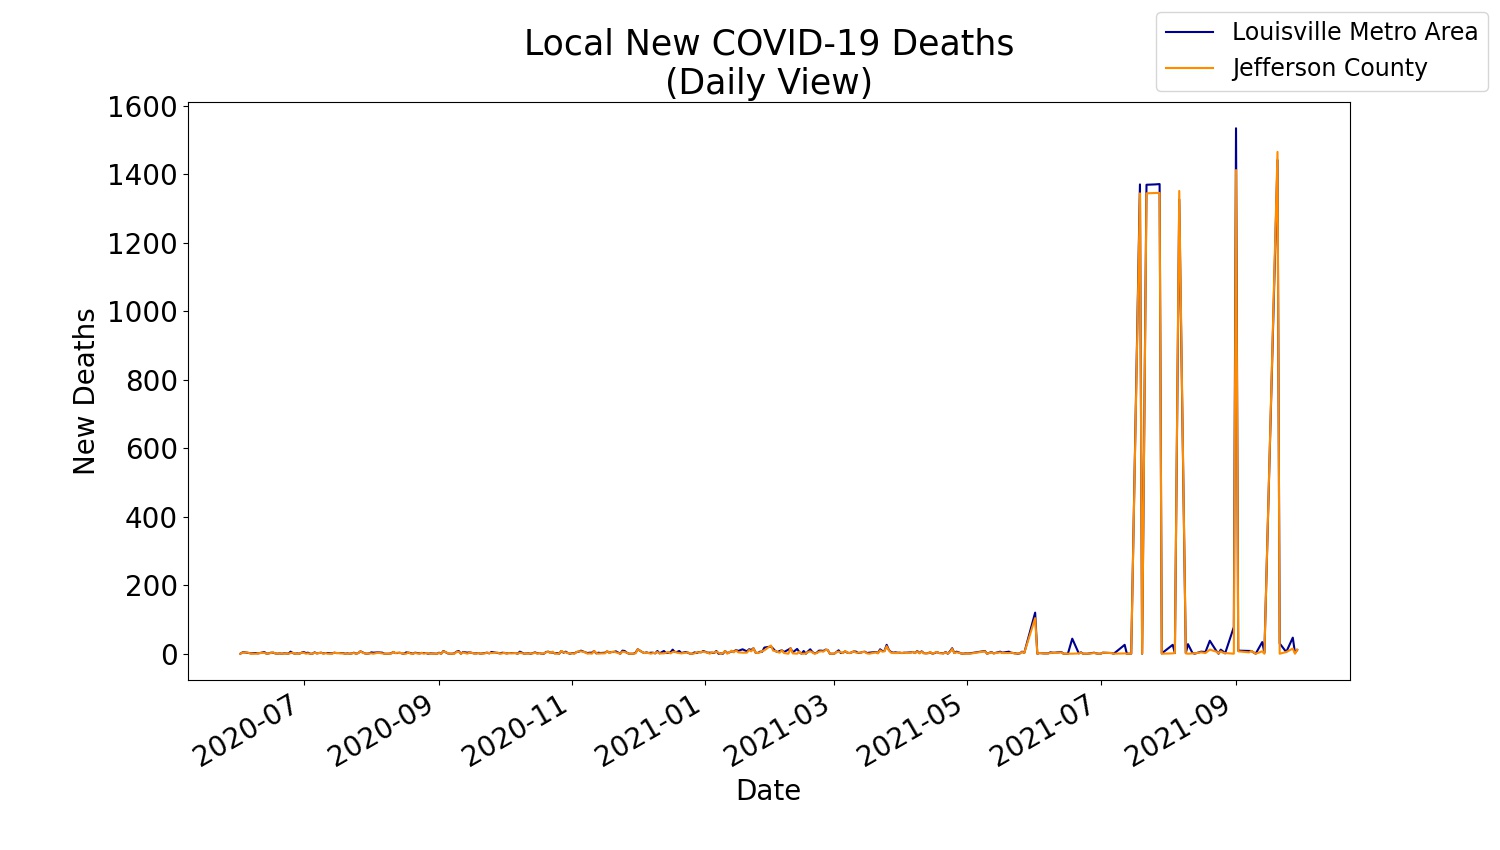 Local New COVID-19 Deaths
(Daily View)
Louisville Metro Area
Jefferson County
1600
1400
1200
1000
800
600
400
200
0
New Deaths
2020-07
2020-09
2020-11
2021-01
2021-03
2021-05
2021-07
2021-09
Date